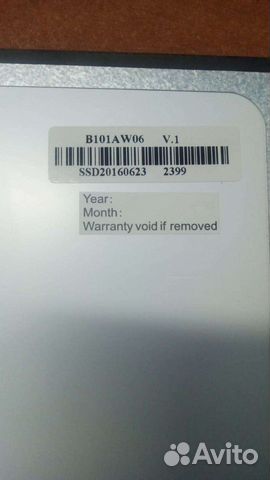 B101AW06 V.1
SSD20160623 2399
Year:
Month:
Warranty void if removed
Avito